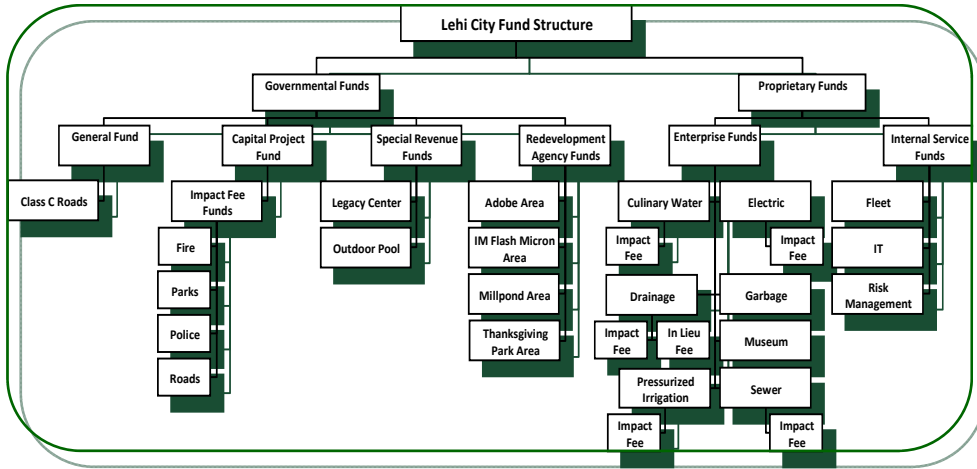 Lehi City Fund Structure
Governmental Funds
Proprietary Funds
General Fund
Capital Project
Fund
Special Revenue
Funds
Redevelopment
Agency Funds
Enterprise Funds
Internal Service
Funds
Class C Roads
Impact Fee
Funds
Fire
Parks
Police
Roads
Legacy Center
Outdoor Pool
Adobe Area
IM Flash Micron
Area
Millpond Area
Thanksgiving
Park Area
Culinary Water
Impact
Fee
Electric
Impact
Fee
Drainage
Impact
Fee
In Lieu
Fee
Garbage
Museum
Pressurized
Irrigation
Impact
Fee
Sewer
Impact
Fee
Fleet
IT
Risk
Management